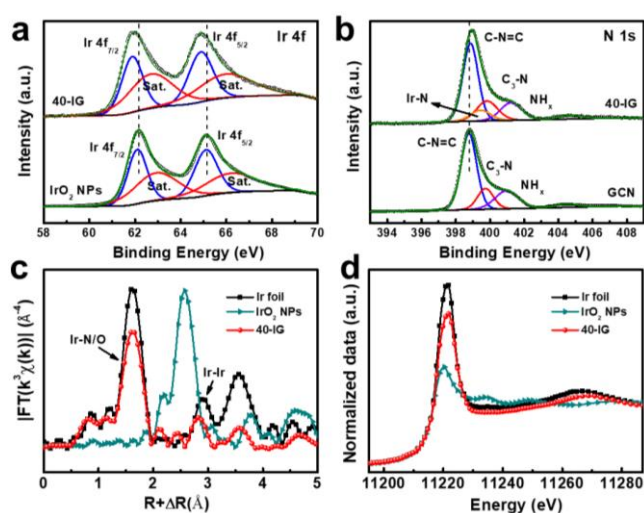 a
Ir 4f
Ir 4f7/2
Ir 4f5/2
Sat.
Sat.
40-IG
Ir 4f7/2
Ir 4f5/2
Sat.
Sat.
IrO2 NPs
Intensity (a.u.)
58 60 62 64 66 68 70
Binding Energy (eV)
b
N 1s
C-N=C
Ir-N
C3-N
NHx
40-IG
C-N=C
C3-N
NHx
GCN
Intensity (a.u.)
394 396 398 400 402 404 406 408
Binding Energy (eV)
c
Ir foil
IrO2 NPs
40-IG
Ir-N/O
Ir-Ir
|FT(k³χ(k))| (Å⁻⁴)
0 1 2 3 4 5
R+ΔR(Å)
d
Ir foil
IrO2 NPs
40-IG
Normalized data (a.u.)
11200 11220 11240 11260 11280
Energy (eV)